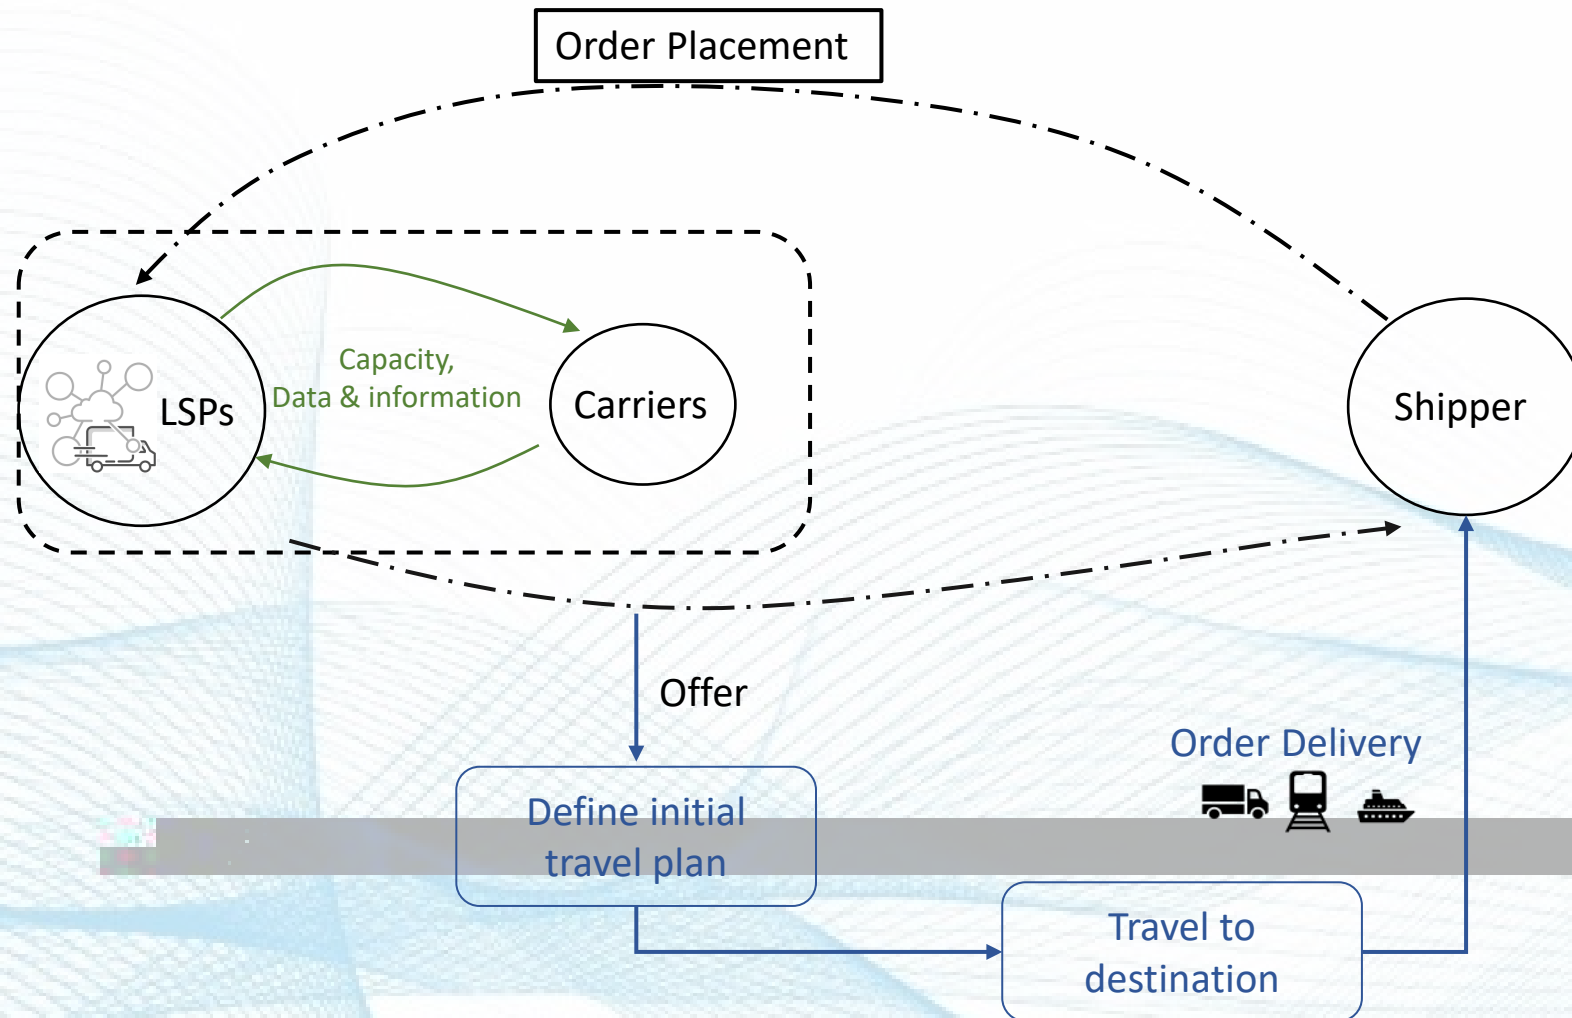 Order Placement
Capacity,
Data & information
LSPs
Carriers
Shipper
Offer
Order Delivery
Define initial
travel plan
Travel to
destination